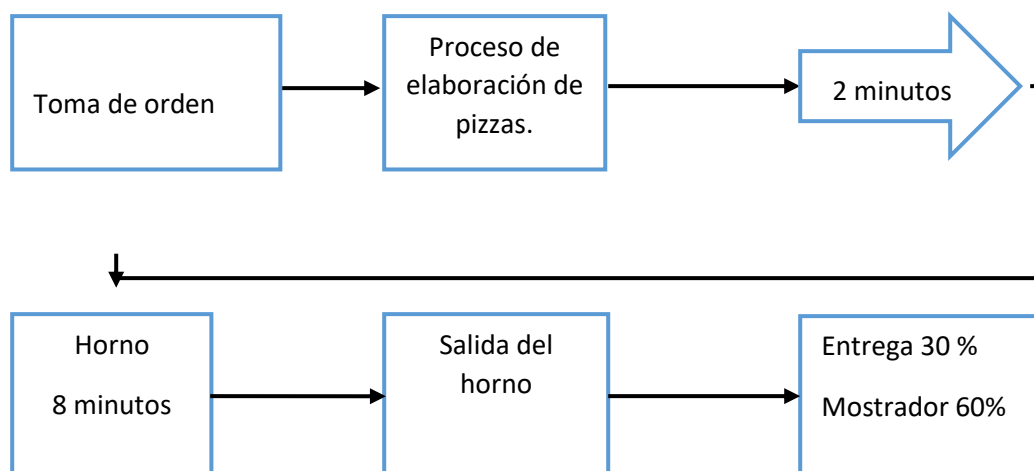 Toma de orden
Proceso de
elaboración de
pizzas.
2 minutos
Horno
8 minutos
Salida del
horno
Entrega 30 %
Mostrador 60%